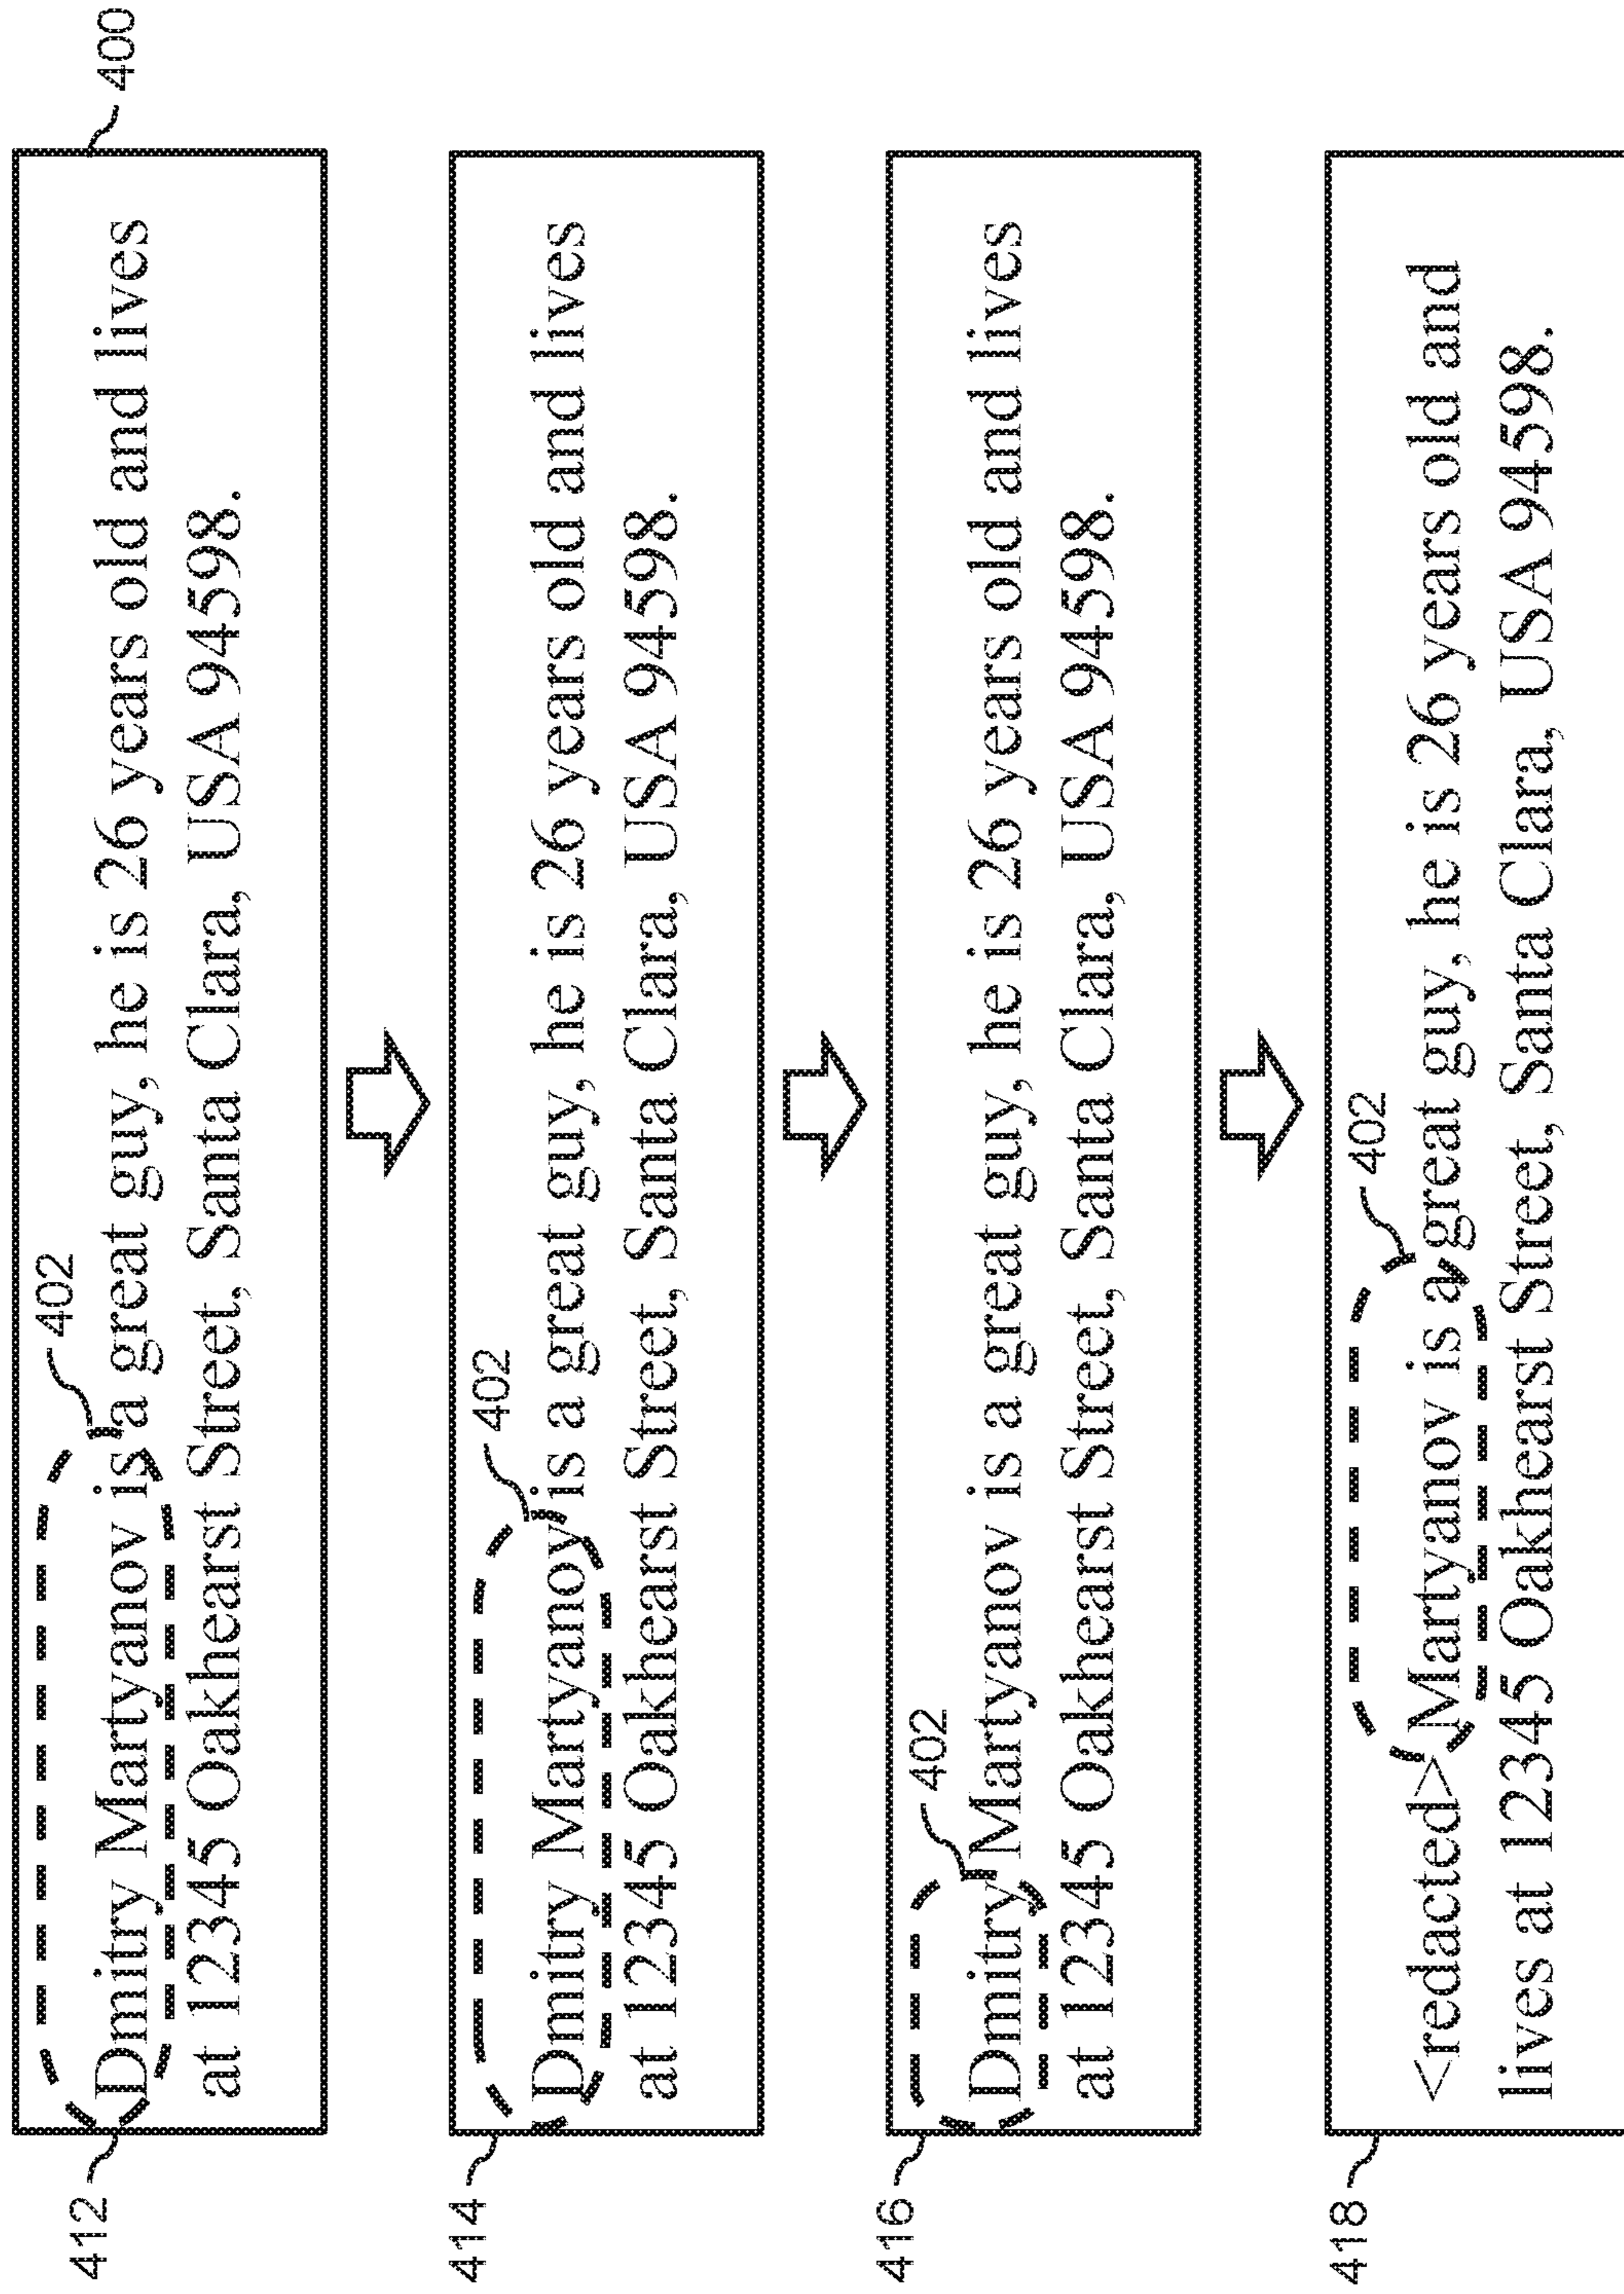 400
412
402
Dmitry Martyanov is a great guy, he is 26 years old and lives
at 12345 Oakhearst Street, Santa Clara, USA 94598.
414
402
Dmitry Martyanov is a great guy, he is 26 years old and lives
at 12345 Oakhearst Street, Santa Clara, USA 94598.
416
402
Dmitry Martyanov is a great guy, he is 26 years old and lives
at 12345 Oakhearst Street, Santa Clara, USA 94598.
418
402
<redacted> Martyanov is a great guy, he is 26 years old and
lives at 12345 Oakhearst Street, Santa Clara, USA 94598.